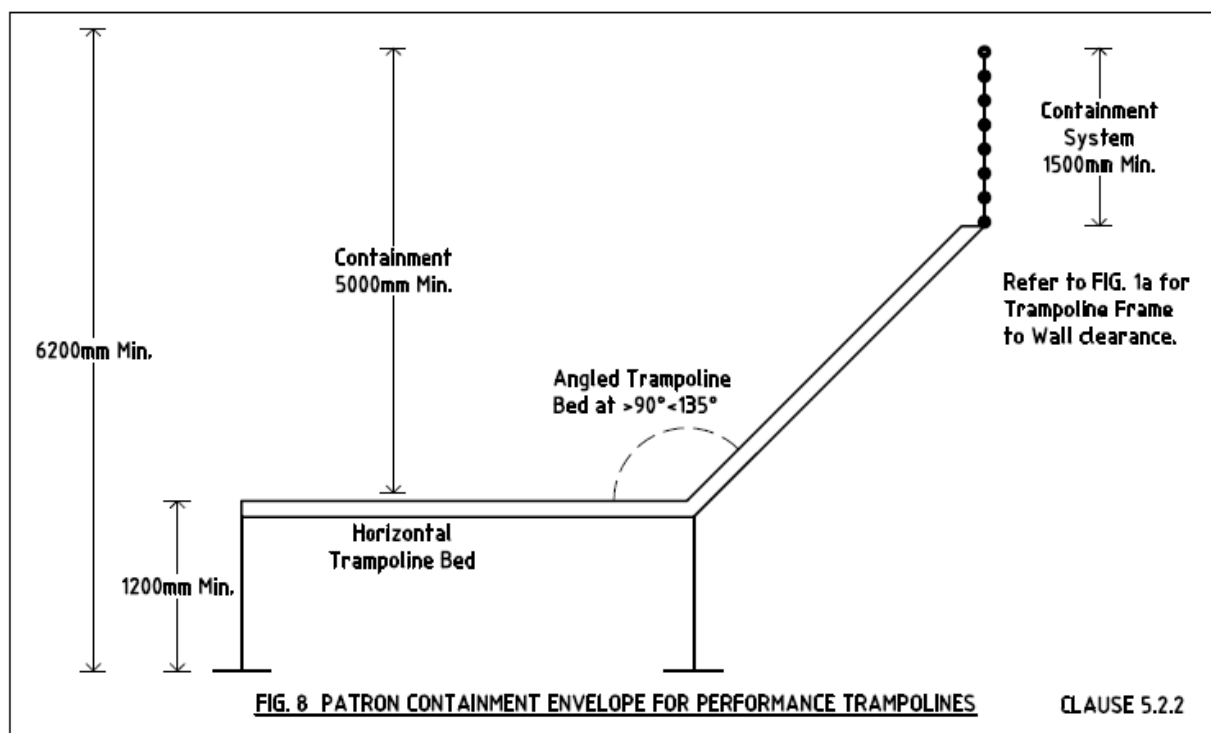 Containment
System
1500mm Min.
Containment
5000mm Min.
Refer to FIG. 1a for
Trampoline Frame
to Wall clearance.
6200mm Min.
Angled Trampoline
Bed at >90°<135°
Horizontal
Trampoline Bed
1200mm Min.
FIG. 8 PATRON CONTAINMENT ENVELOPE FOR PERFORMANCE TRAMPOLINES
CLAUSE 5.2.2